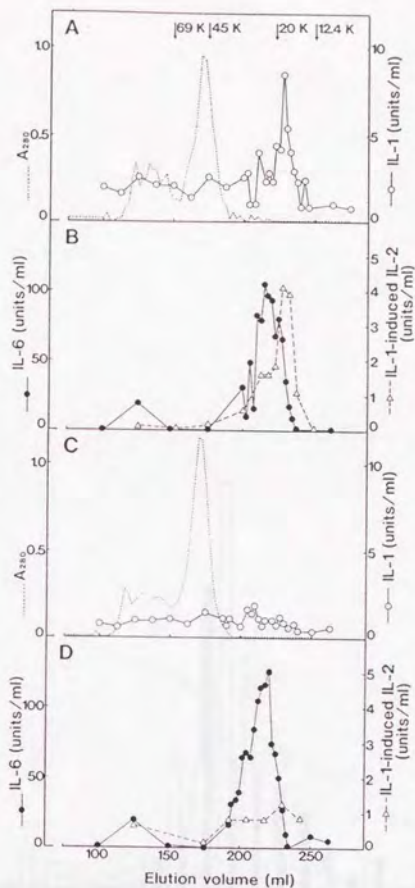 A
69 K 45 K 20 K 12.4 K
1.0
0.5
0
A280
10
5
0
IL-1 (units/ml)
B
100
50
0
IL-6 (units/ml)
5
4
3
2
1
0
IL-1-induced IL-2
(units/ml)
C
1.0
0.5
0
A280
10
5
0
IL-1 (units/ml)
D
100
50
0
IL-6 (units/ml)
5
4
3
2
1
0
IL-1-induced IL-2
(units/ml)
100 150 200 250
Elution volume (ml)